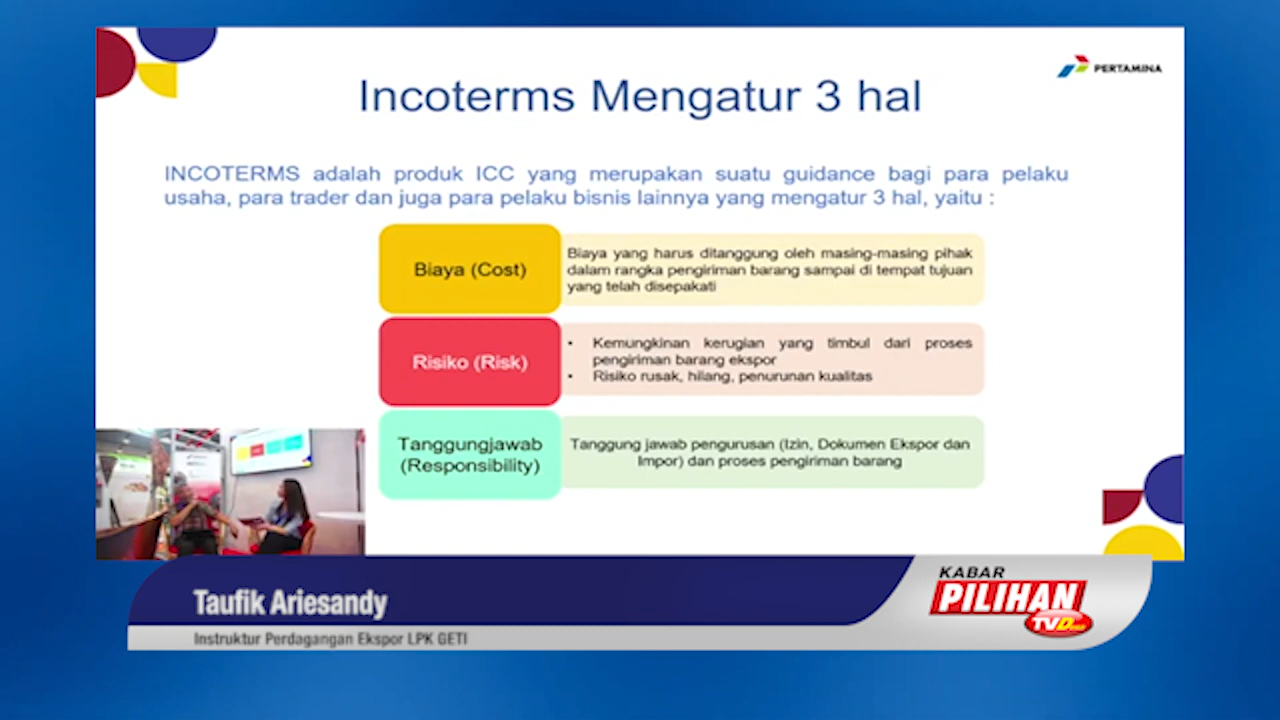 PERTAMINA
Incoterms Mengatur 3 hal
INCOTERMS adalah produk ICC yang merupakan suatu guidance bagi para pelaku
usaha, para trader dan juga para pelaku bisnis lainnya yang mengatur 3 hal, yaitu :
Biaya (Cost)
Biaya yang harus ditanggung oleh masing-masing pihak
dalam rangka pengiriman barang sampai di tempat tujuan
yang telah disepakati
Risiko (Risk)
• Kemungkinan kerugian yang timbul dari proses
pengiriman barang ekspor
• Risiko rusak, hilang, penurunan kualitas
Tanggungjawab
(Responsibility)
Tanggung jawab pengurusan (Izin, Dokumen Ekspor dan
Impor) dan proses pengiriman barang
Taufik Ariesandy
Instruktur Perdagangan Ekspor LPK GETI
KABAR
PILIHAN